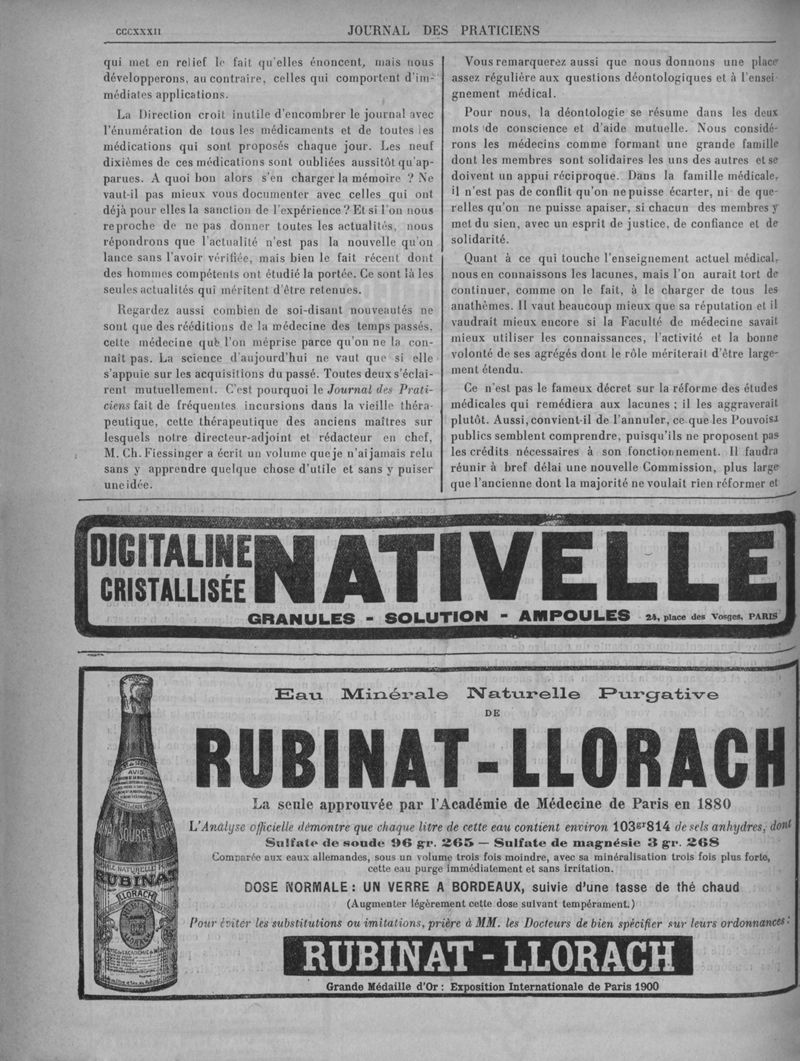 CCCXXXII
JOURNAL DES PRATICIENS
qui met en relief le fait qu'elles énoncent, mais nous
développerons, au contraire, celles qui comportent d'im-
médiates applications.
La Direction croit inutile d'encombrer le journal avec
l'énumération de tous les médicaments et de toutes les
médications qui sont proposés chaque jour. Les neuf
dixièmes de ces médications sont oubliées aussitôt qu'ap-
parues. A quoi bon alors s'en charger la mémoire ? Ne
vaut-il pas mieux vous documenter avec celles qui ont
déjà pour elles la sanction de l'expérience ? Et si l'on nous
reproche de ne pas donner toutes les actualités, nous
répondrons que l'actualité n'est pas la nouvelle qu'on
lance sans l'avoir vérifiée, mais bien le fait récent dont
des hommes compétents ont étudié la portée. Ce sont là les
seules actualités qui méritent d'être retenues.
Regardez aussi combien de soi-disant nouveautés ne
sont que des rééditions de la médecine des temps passés,
cette médecine que l'on méprise parce qu'on ne la con-
naît pas. La science d'aujourd'hui ne vaut que si elle
s'appuie sur les acquisitions du passé. Toutes deux s'éclai-
rent mutuellement. C'est pourquoi le Journal des Prati-
ciens fait de fréquentes incursions dans la vieille théra-
peutique, cette thérapeutique des anciens maîtres sur
lesquels notre directeur-adjoint et rédacteur en chef,
M. Ch. Fiessinger a écrit un volume que je n'ai jamais relu
sans y apprendre quelque chose d'utile et sans y puiser
une idée.
Vous remarquerez aussi que nous donnons une place
assez régulière aux questions déontologiques et à l'ensei-
gnement médical.
Pour nous, la déontologie se résume dans les deux
mots de conscience et d'aide mutuelle. Nous considé-
rons les médecins comme formant une grande famille
dont les membres sont solidaires les uns des autres et se
doivent un appui réciproque. Dans la famille médicale,
il n'est pas de conflit qu'on ne puisse écarter, ni de que-
relles qu'on ne puisse apaiser, si chacun des membres y
met du sien, avec un esprit de justice, de confiance et de
solidarité.
Quant à ce qui touche l'enseignement actuel médical,
nous en connaissons les lacunes, mais l'on aurait tort de
continuer, comme on le fait, à le charger de tous les
anathèmes. Il vaut beaucoup mieux que sa réputation et il
vaudrait mieux encore si la Faculté de médecine savait
mieux utiliser les connaissances, l'activité et la bonne
volonté de ses agrégés dont le rôle mériterait d'être large-
ment étendu.
Ce n'est pas le fameux décret sur la réforme des études
médicales qui remédiera aux lacunes ; il les aggraverait
plutôt. Aussi, convient-il de l'annuler, ce que les Pouvois
publics semblent comprendre, puisqu'ils ne proposent pas
les crédits nécessaires à son fonctionnement. Il faudra
réunir à bref délai une nouvelle Commission, plus large
que l'ancienne dont la majorité ne voulait rien réformer et
DIGITALINE
CRISTALLISÉE
NATIVELLE
GRANULES - SOLUTION - AMPOULES 24, place des Vosges, PARIS
Eau Minérale Naturelle Purgative
DE
RUBINAT-LLORACH
La seule approuvée par l'Académie de Médecine de Paris en 1880
L'Analyse officielle démontre que chaque litre de cette eau contient environ 103gr814 de sels anhydres, dont
Sulfate de soude 96 gr. 265 — Sulfate de magnésie 3 gr. 268
Comparée aux eaux allemandes, sous un volume trois fois moindre, avec sa minéralisation trois fois plus forte,
cette eau purge immédiatement et sans irritation.
DOSE NORMALE : UN VERRE A BORDEAUX, suivie d'une tasse de thé chaud
(Augmenter légèrement cette dose suivant tempérament.)
Pour éviter les substitutions ou imitations, prière à MM. les Docteurs de bien spécifier sur leurs ordonnances :
RUBINAT - LLORACH
Grande Médaille d'Or : Exposition Internationale de Paris 1900
AVIS
SOURCE LLORACH
RUBINAT
LLORACH